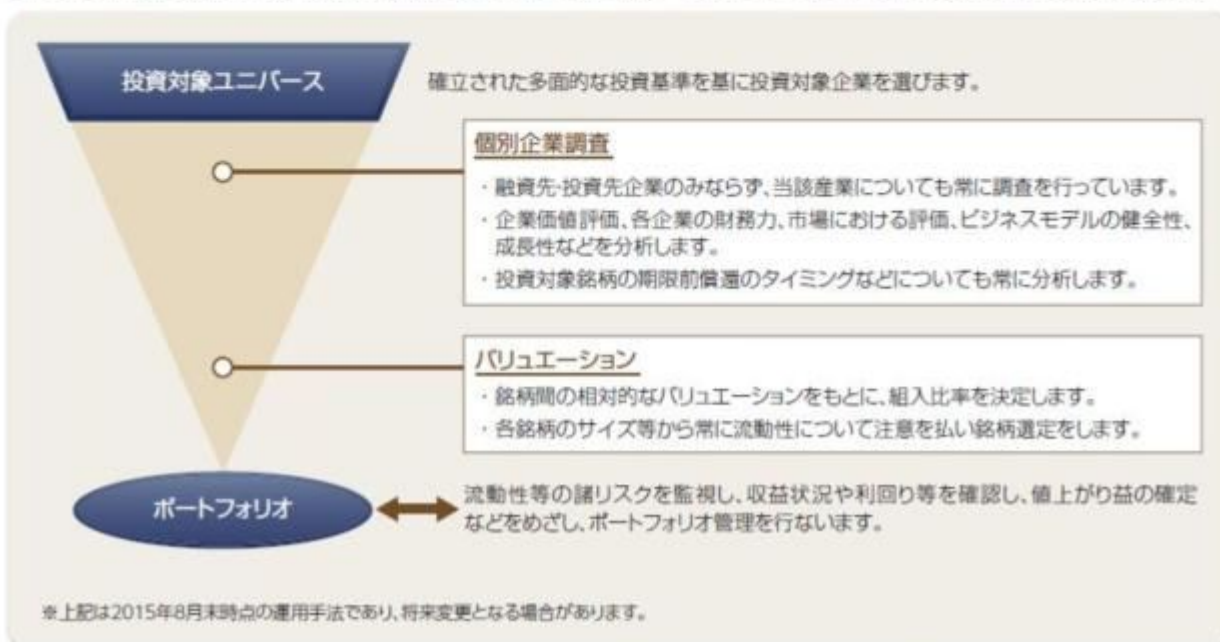 投資対象ユニバース
確立された多面的な投資基準を基に投資対象企業を選びます。
個別企業調査
・融資先・投資先企業のみならず、当該産業についても常に調査を行っています。
・企業価値評価、各企業の財務力、市場における評価、ビジネスモデルの健全性、
成長性などを分析します。
・投資対象銘柄の期限前償還のタイミングなどについても常に分析します。
バリュエーション
・銘柄間の相対的なバリュエーションをもとに、組入比率を決定します。
・各銘柄のサイズ等から常に流動性について注意を払い銘柄選定をします。
ポートフォリオ
流動性等の諸リスクを監視し、収益状況や利回り等を確認し、値上がり益の確定
などをめざし、ポートフォリオ管理を行ないます。
※上記は2015年8月末時点の運用手法であり、将来変更となる場合があります。